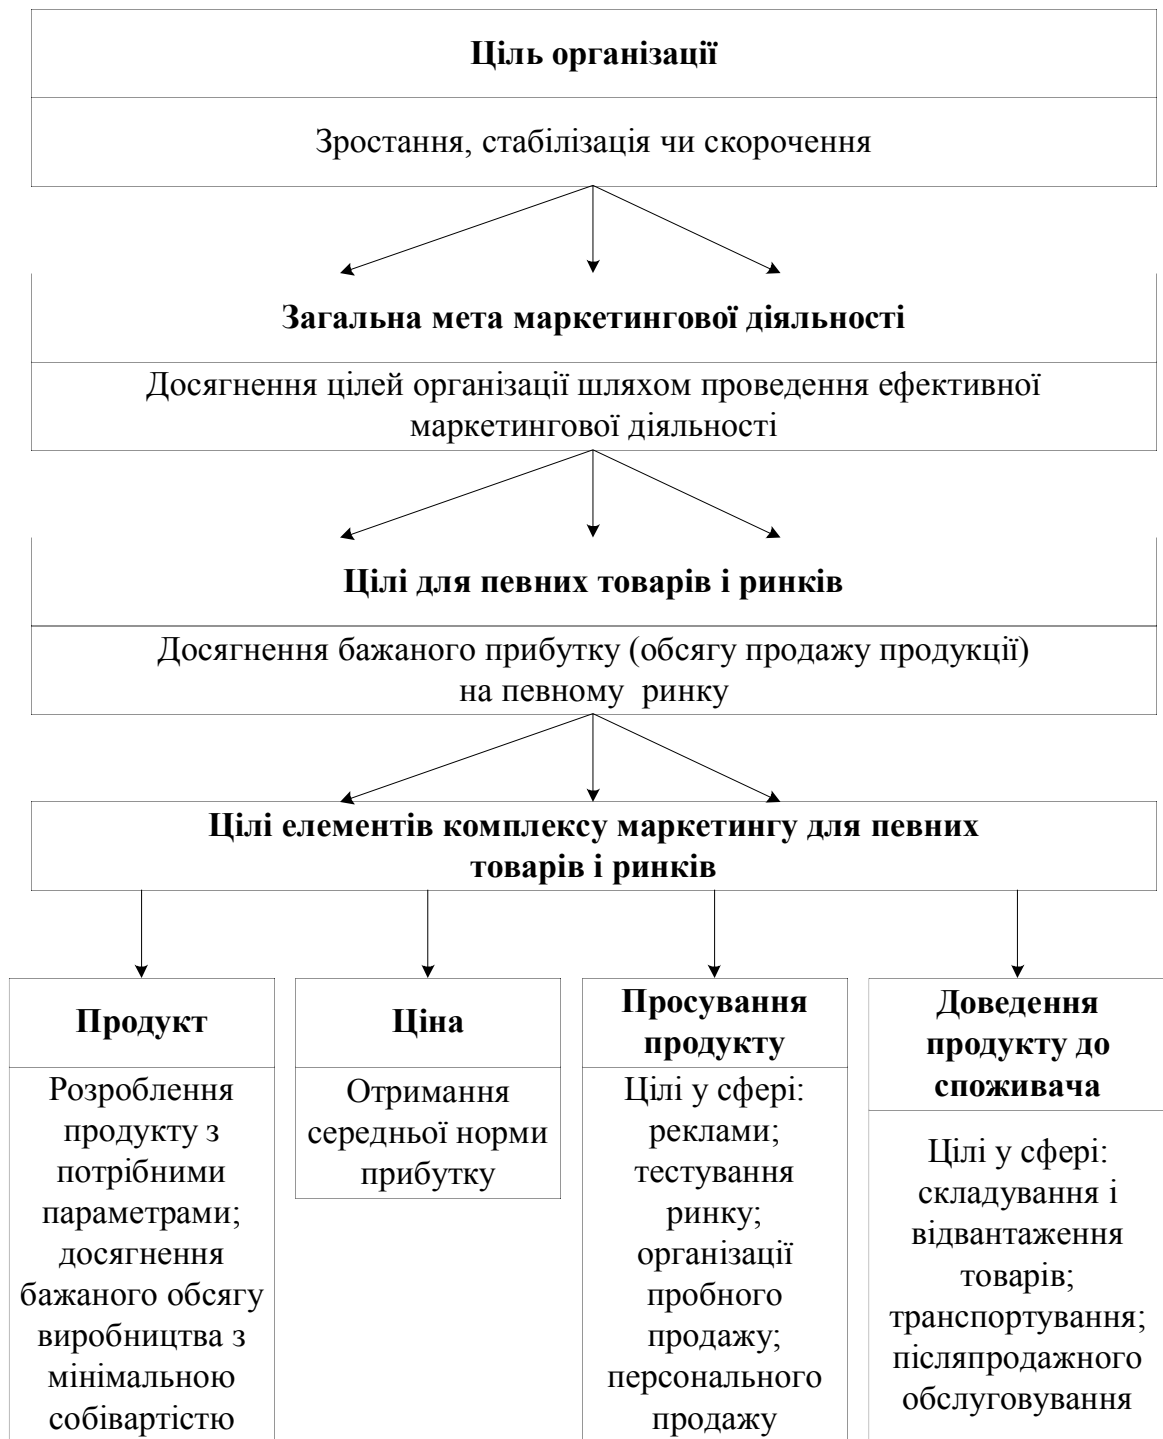 Ціль організації
Зростання, стабілізація чи скорочення
Загальна мета маркетингової діяльності
Досягнення цілей організації шляхом проведення ефективної
маркетингової діяльності
Цілі для певних товарів і ринків
Досягнення бажаного прибутку (обсягу продажу продукції)
на певному ринку
Цілі елементів комплексу маркетингу для певних
товарів і ринків
Продукт
Розроблення
продукту з
потрібними
параметрами;
досягнення
бажаного обсягу
виробництва з
мінімальною
собівартістю
Ціна
Отримання
середньої норми
прибутку
Просування
продукту
Цілі у сфері:
реклами;
тестування
ринку;
організації
пробного
продажу;
персонального
продажу
Доведення
продукту до
споживача
Цілі у сфері:
складування і
відвантаження
товарів;
транспортування;
післяпродажного
обслуговування